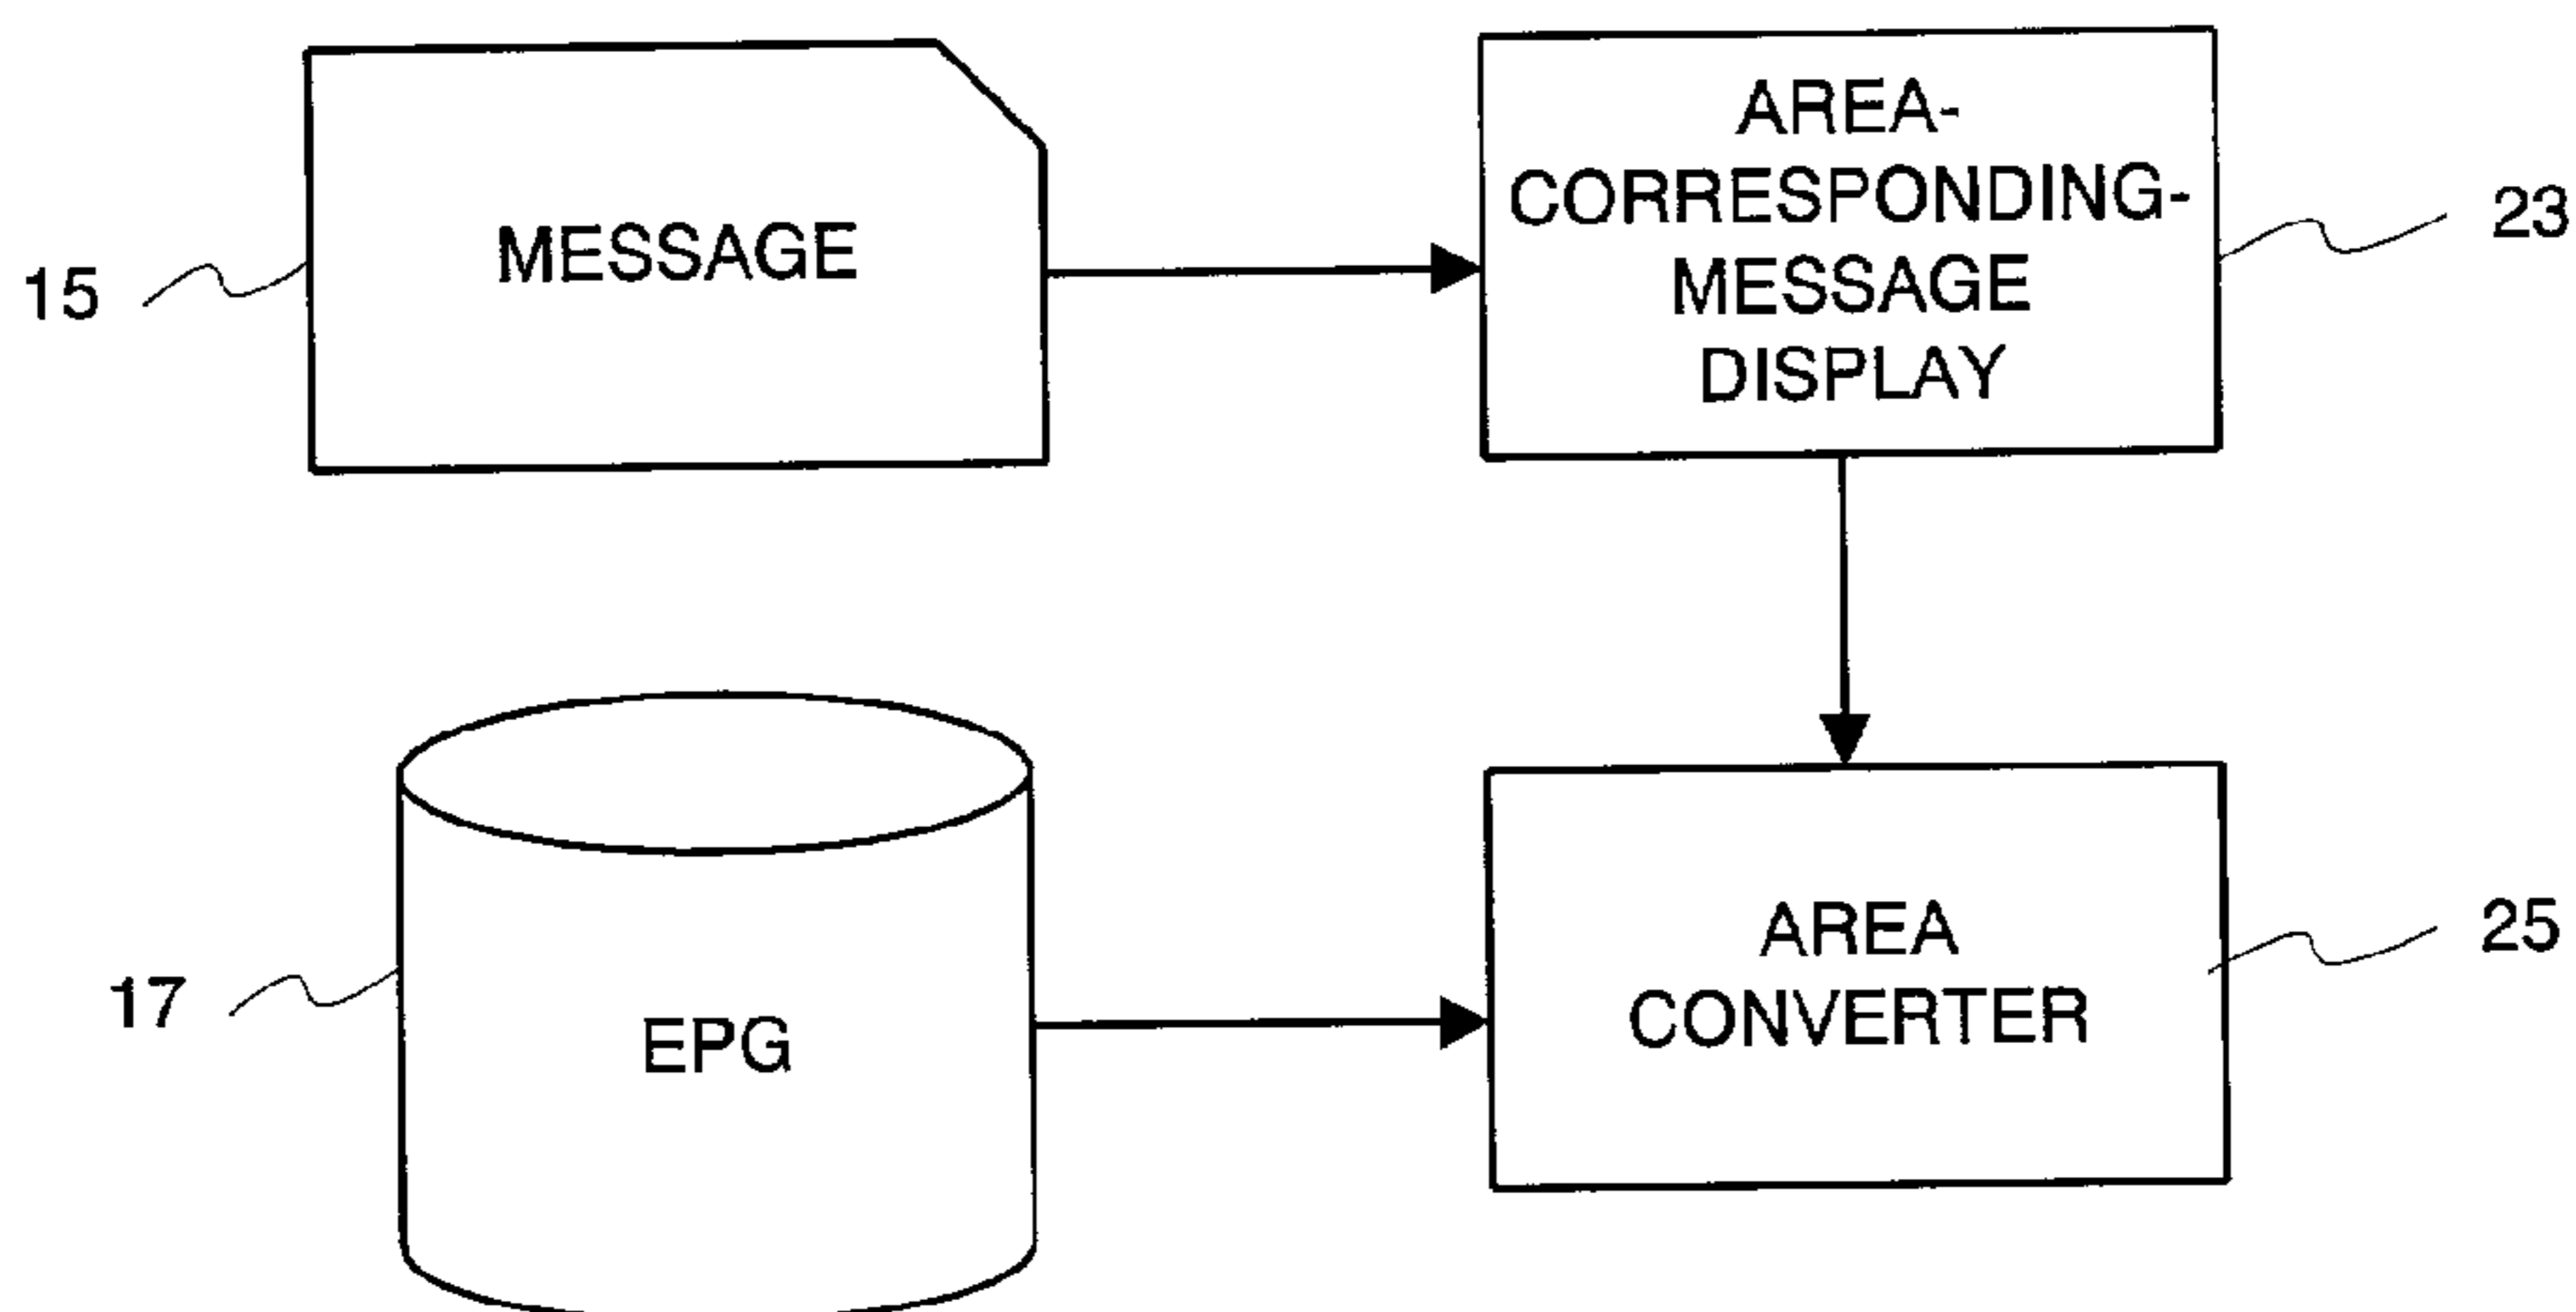 MESSAGE
15
AREA-
CORRESPONDING-
MESSAGE
DISPLAY
23
EPG
17
AREA
CONVERTER
25